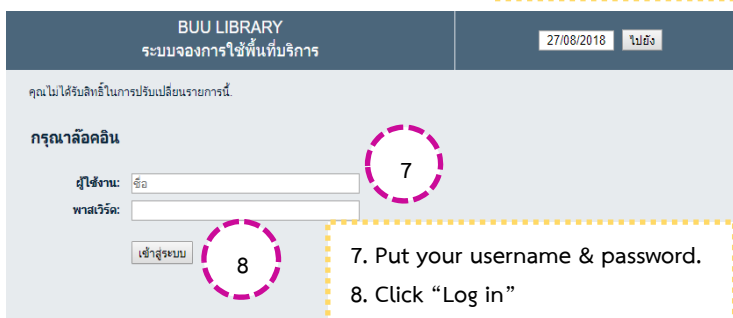 BUU LIBRARY
ระบบจองการใช้พื้นที่บริการ
27/08/2018 ไปยัง
คุณไม่ได้รับสิทธิ์ในการปรับเปลี่ยนรายการนี้.
กรุณาล๊อคอิน
ผู้ใช้งาน: ชื่อ
7
พาสเวิร์ด:
เข้าสู่ระบบ
8
7. Put your username & password.
8. Click “Log in”